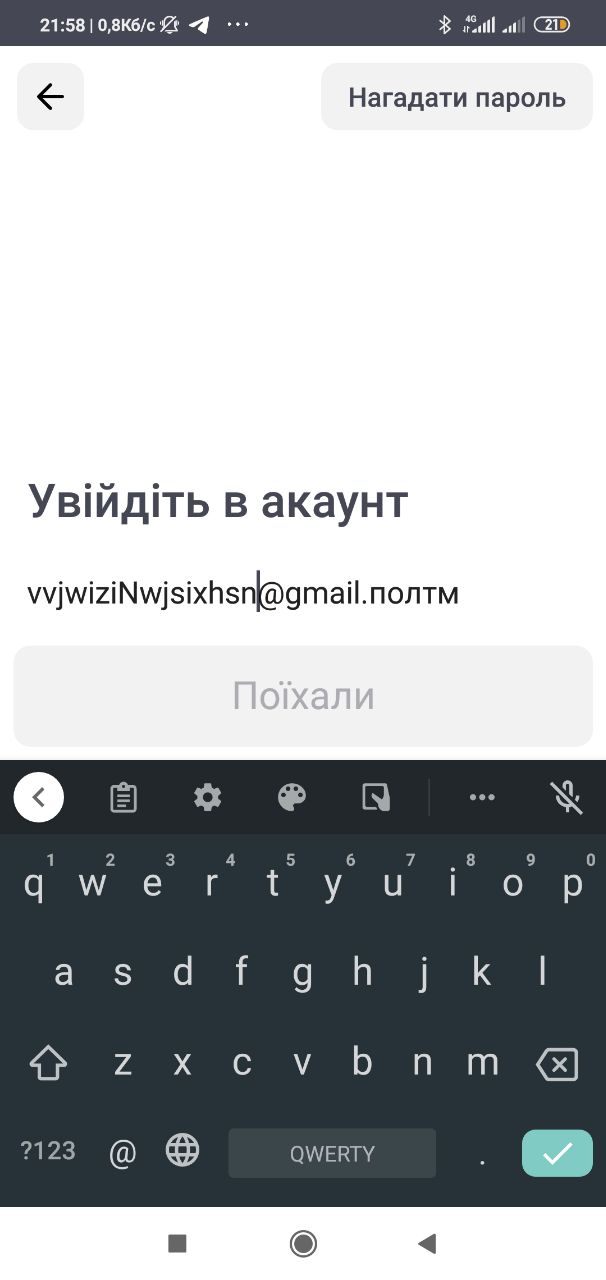 21:58 | 0,8Кб/с ... 4G 21
Нагадати пароль
Увійдіть в акаунт
vvjwiziNwjsixhsn@gmail.полтм
Поїхали
1 2 3 4 5 6 7 8 9 0
q w e r t y u i o p
a s d f g h j k l
z x c v b n m
?123 @ QWERTY .